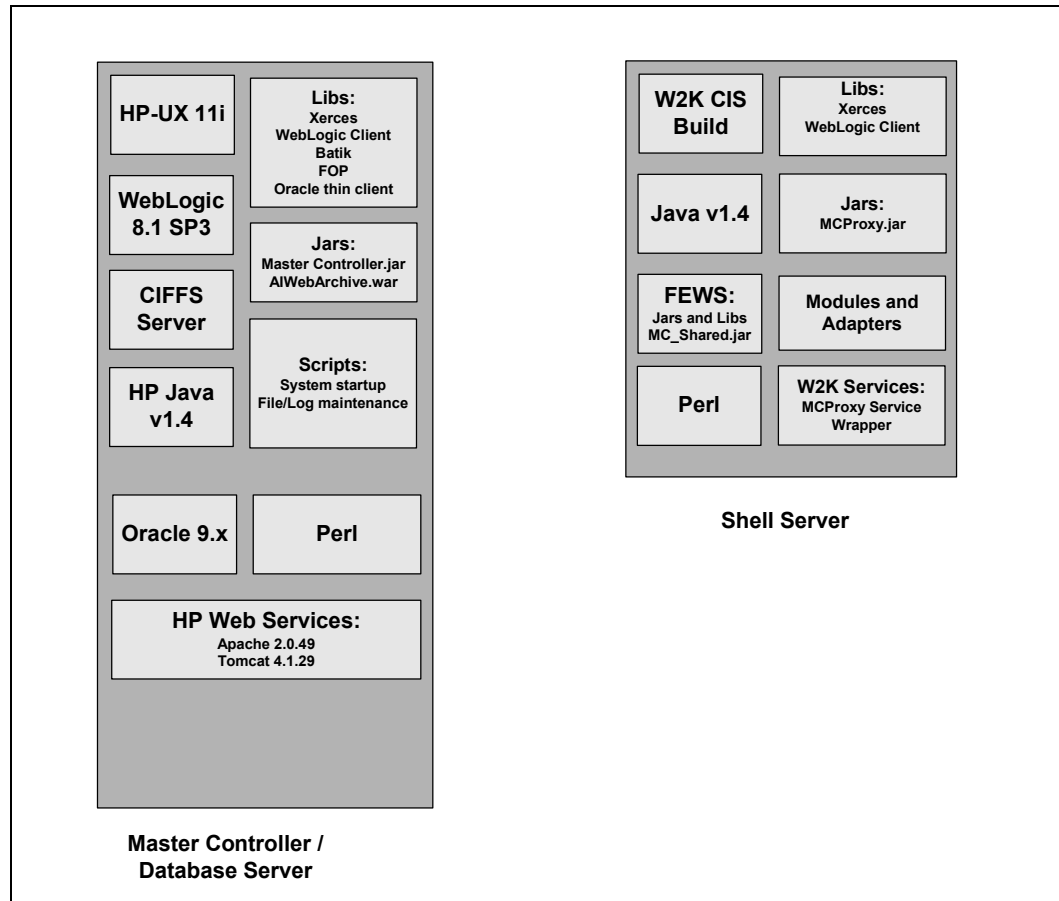 HP-UX 11i
Libs:
Xerces
WebLogic Client
Batik
FOP
Oracle thin client
WebLogic
8.1 SP3
Jars:
Master Controller.jar
AIWebArchive.war
CIFFS
Server
Scripts:
System startup
File/Log maintenance
HP Java
v1.4
Oracle 9.x
Perl
HP Web Services:
Apache 2.0.49
Tomcat 4.1.29
Master Controller /
Database Server
W2K CIS
Build
Libs:
Xerces
WebLogic Client
Java v1.4
Jars:
MCProxy.jar
FEWS:
Jars and Libs
MC_Shared.jar
Modules and
Adapters
Perl
W2K Services:
MCProxy Service
Wrapper
Shell Server